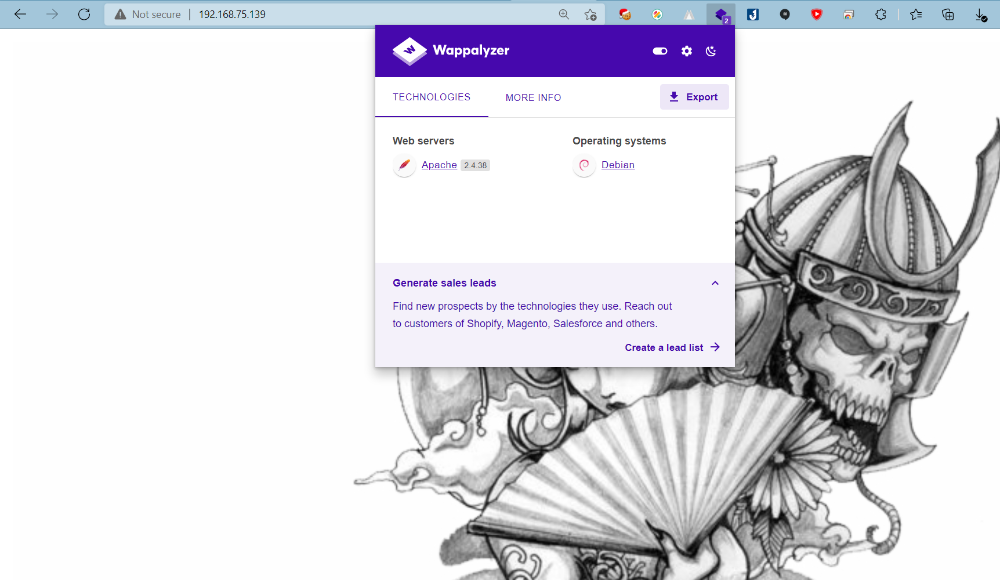 Not secure | 192.168.75.139
2
Wappalyzer
TECHNOLOGIES
MORE INFO
Export
Web servers
Apache 2.4.38
Operating systems
Debian
Generate sales leads
Find new prospects by the technologies they use. Reach out
to customers of Shopify, Magento, Salesforce and others.
Create a lead list